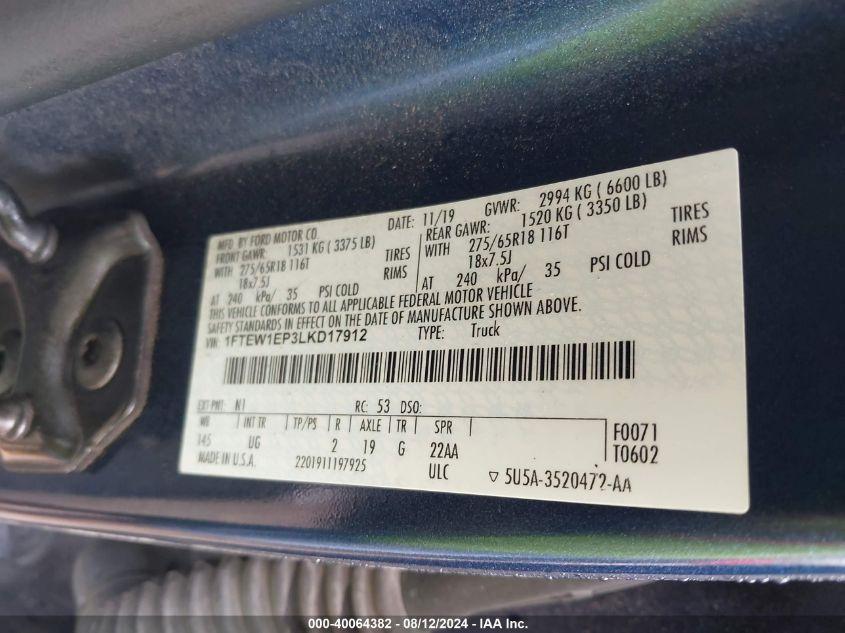 MFD BY FORD MOTOR CO.
DATE: 11/19 GVWR: 2994 KG ( 6600 LB)
FRONT GAWR: 1531 KG ( 3375 LB)
REAR GAWR: 1520 KG ( 3350 LB)
WITH 275/65R18 116T TIRES
WITH 275/65R18 116T TIRES
18x7.5J RIMS
18x7.5J RIMS
AT 240 kPa/ 35 PSI COLD
AT 240 kPa/ 35 PSI COLD
THIS VEHICLE CONFORMS TO ALL APPLICABLE FEDERAL MOTOR VEHICLE
SAFETY STANDARDS IN EFFECT ON THE DATE OF MANUFACTURE SHOWN ABOVE.
VIN: 1FTEW1EP3LKD17912 TYPE: Truck
EXT PNT: N1 RC: 53 DSO:
WB INT TR TP/PS R AXLE TR SPR
145 UG 2 19 G 22AA
F0071
T0602
MADE IN U.S.A. 2201911197925 ULC ▽ 5U5A-3520472-AA
000-40064382 - 08/12/2024 - IAA Inc.